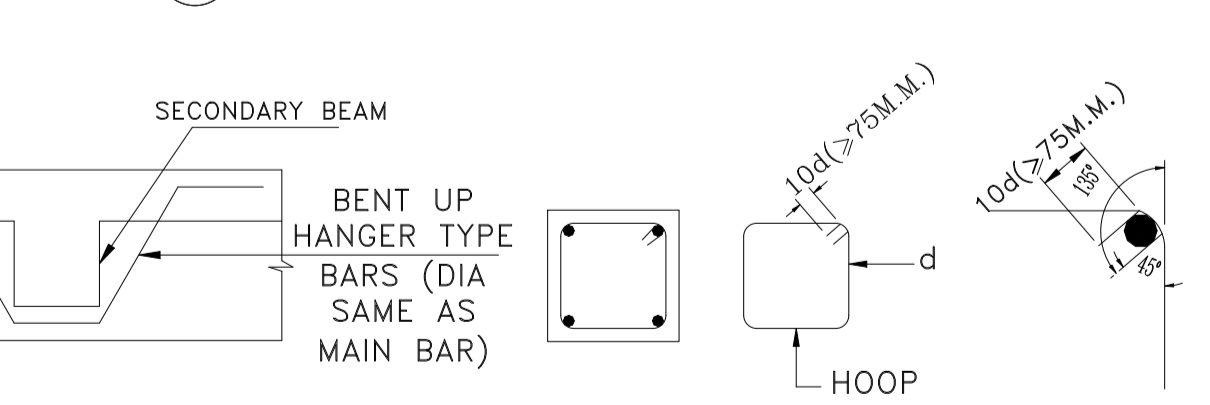 SECONDARY BEAM
BENT UP
HANGER TYPE
BARS (DIA
SAME AS
MAIN BAR)
10d(⩾75M.M.)
d
HOOP
10d(⩾75M.M.)
135°
45°